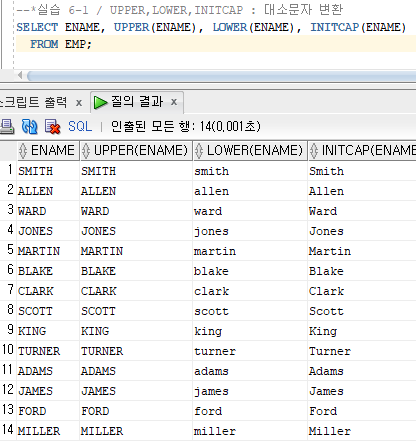 --*실습 6-1 / UPPER,LOWER,INITCAP : 대소문자 변환
SELECT ENAME, UPPER(ENAME), LOWER(ENAME), INITCAP(ENAME)
FROM EMP;
스크립트 출력 x 질의 결과 x
SQL | 인출된 모든 행: 14(0,001초)
ENAME UPPER(ENAME) LOWER(ENAME) INITCAP(ENAME
1 SMITH SMITH smith Smith
2 ALLEN ALLEN allen Allen
3 WARD WARD ward Ward
4 JONES JONES jones Jones
5 MARTIN MARTIN martin Martin
6 BLAKE BLAKE blake Blake
7 CLARK CLARK clark Clark
8 SCOTT SCOTT scott Scott
9 KING KING king King
10 TURNER TURNER turner Turner
11 ADAMS ADAMS adams Adams
12 JAMES JAMES james James
13 FORD FORD ford Ford
14 MILLER MILLER miller Miller